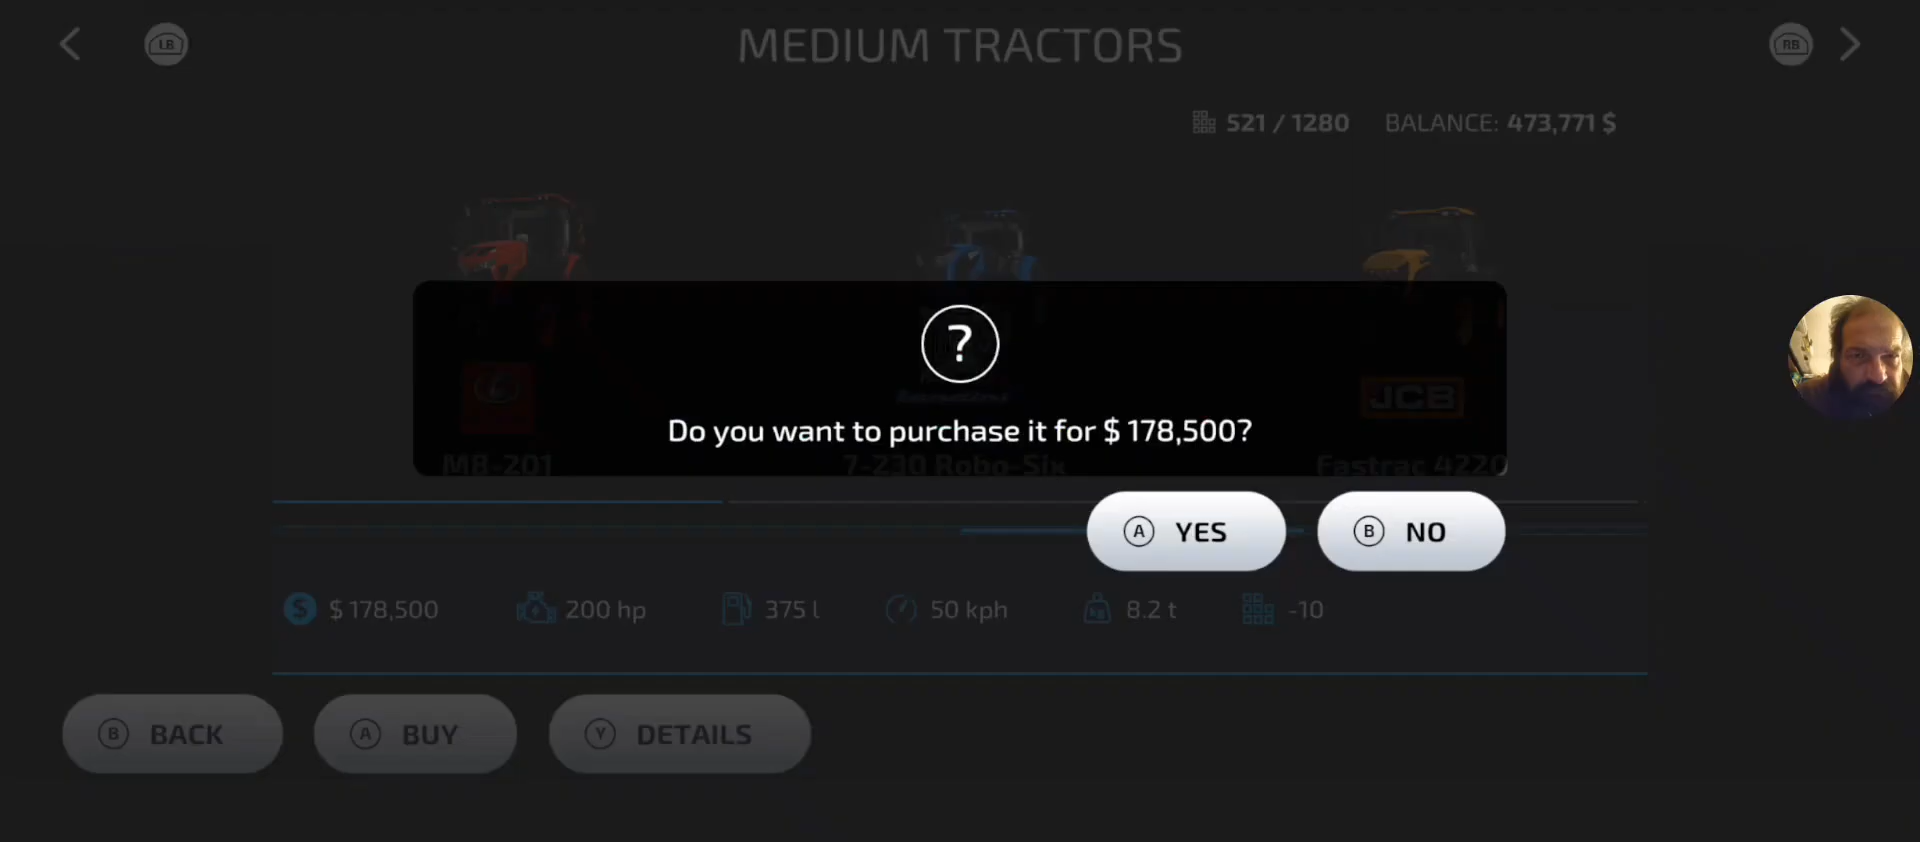 LB
MEDIUM TRACTORS
RB
521 / 1280 BALANCE: 473,771 $
?
Do you want to purchase it for $ 178,500?
JCB
M8-201 7-230 Robo-Six Fastrac 4220
A YES B NO
$ 178,500 200 hp 375 l 50 kph kg 8.2 t -10
B BACK A BUY Y DETAILS